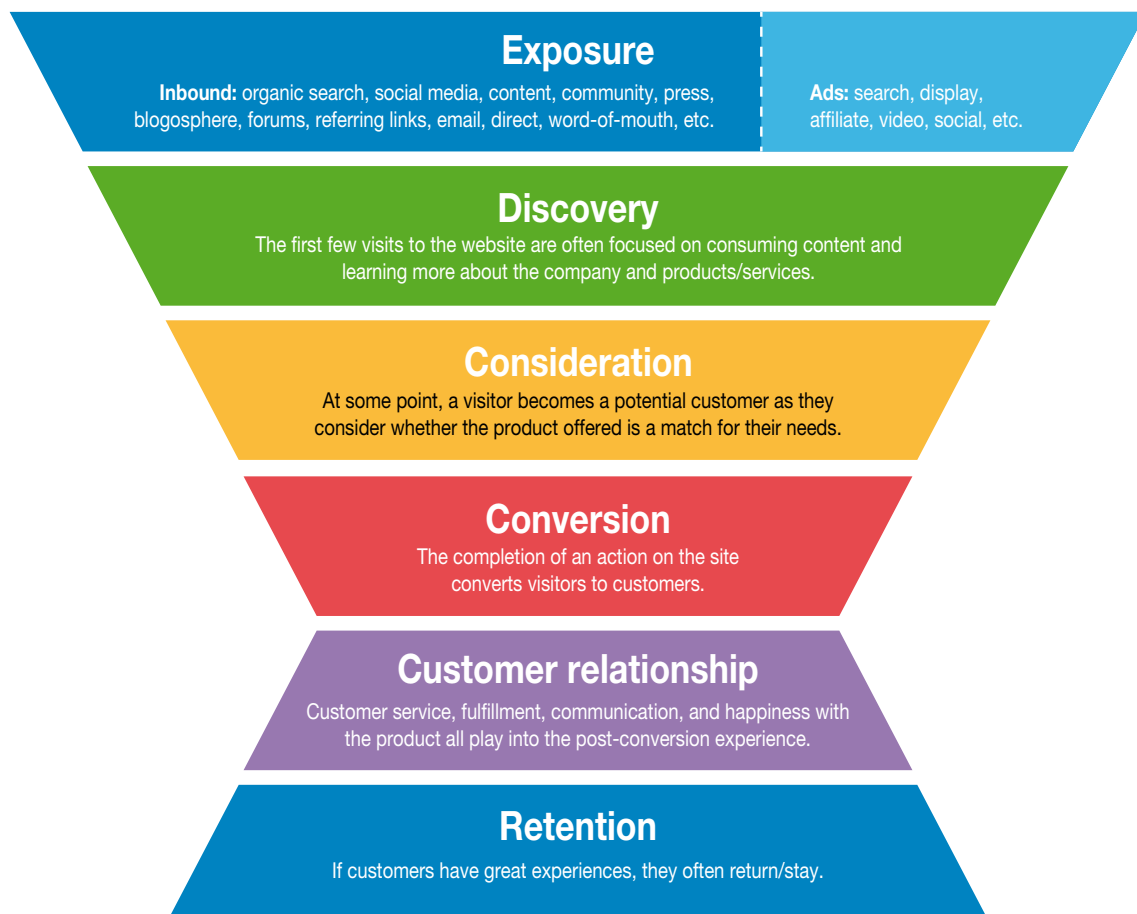 Exposure
Inbound: organic search, social media, content, community, press,
blogosphere, forums, referring links, email, direct, word-of-mouth, etc.
Ads: search, display,
affiliate, video, social, etc.
Discovery
The first few visits to the website are often focused on consuming content and
learning more about the company and products/services.
Consideration
At some point, a visitor becomes a potential customer as they
consider whether the product offered is a match for their needs.
Conversion
The completion of an action on the site
converts visitors to customers.
Customer relationship
Customer service, fulfillment, communication, and happiness with
the product all play into the post-conversion experience.
Retention
If customers have great experiences, they often return/stay.